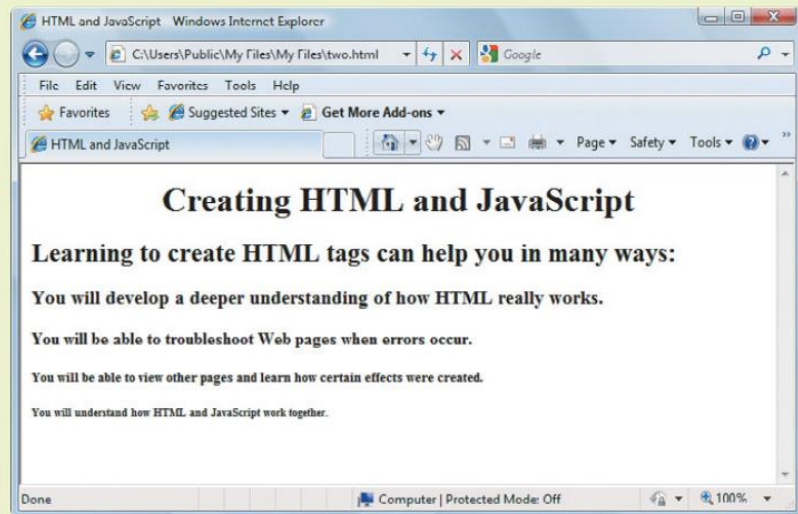 HTML and JavaScript Windows Internet Explorer
C:\Users\Public\My Files\My Files\two.html Google
File Edit View Favorites Tools Help
Favorites Suggested Sites Get More Add-ons
HTML and JavaScript Page Safety Tools
Creating HTML and JavaScript
Learning to create HTML tags can help you in many ways:
You will develop a deeper understanding of how HTML really works.
You will be able to troubleshoot Web pages when errors occur.
You will be able to view other pages and learn how certain effects were created.
You will understand how HTML and JavaScript work together.
Done Computer | Protected Mode: Off 100%